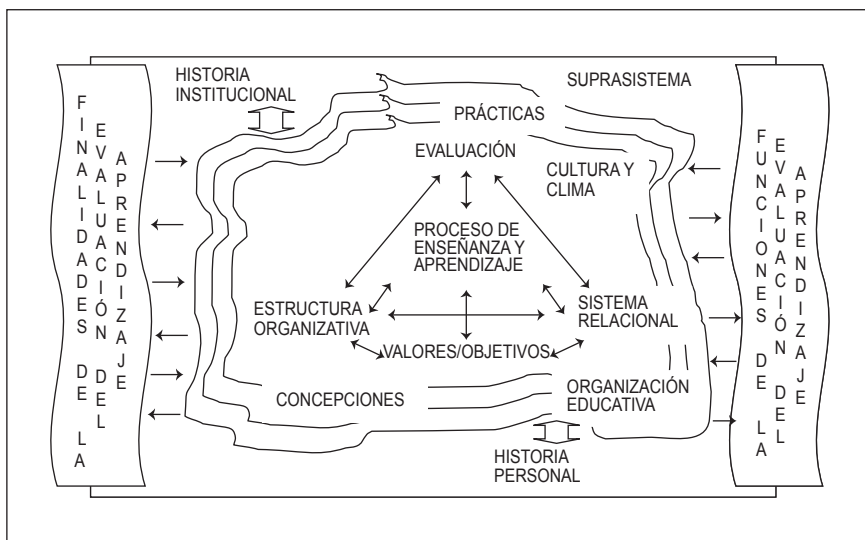 FINALIDADES DE LA
EVALUACIÓN DEL
APRENDIZAJE
HISTORIA
INSTITUCIONAL
SUPRASISTEMA
PRÁCTICAS
EVALUACIÓN
CULTURA Y
CLIMA
PROCESO DE
ENSEÑANZA Y
APRENDIZAJE
ESTRUCTURA
ORGANIZATIVA
SISTEMA
RELACIONAL
VALORES/OBJETIVOS
CONCEPCIONES
ORGANIZACIÓN
EDUCATIVA
HISTORIA
PERSONAL
FUNCIONES DE LA
EVALUACIÓN DEL
APRENDIZAJE